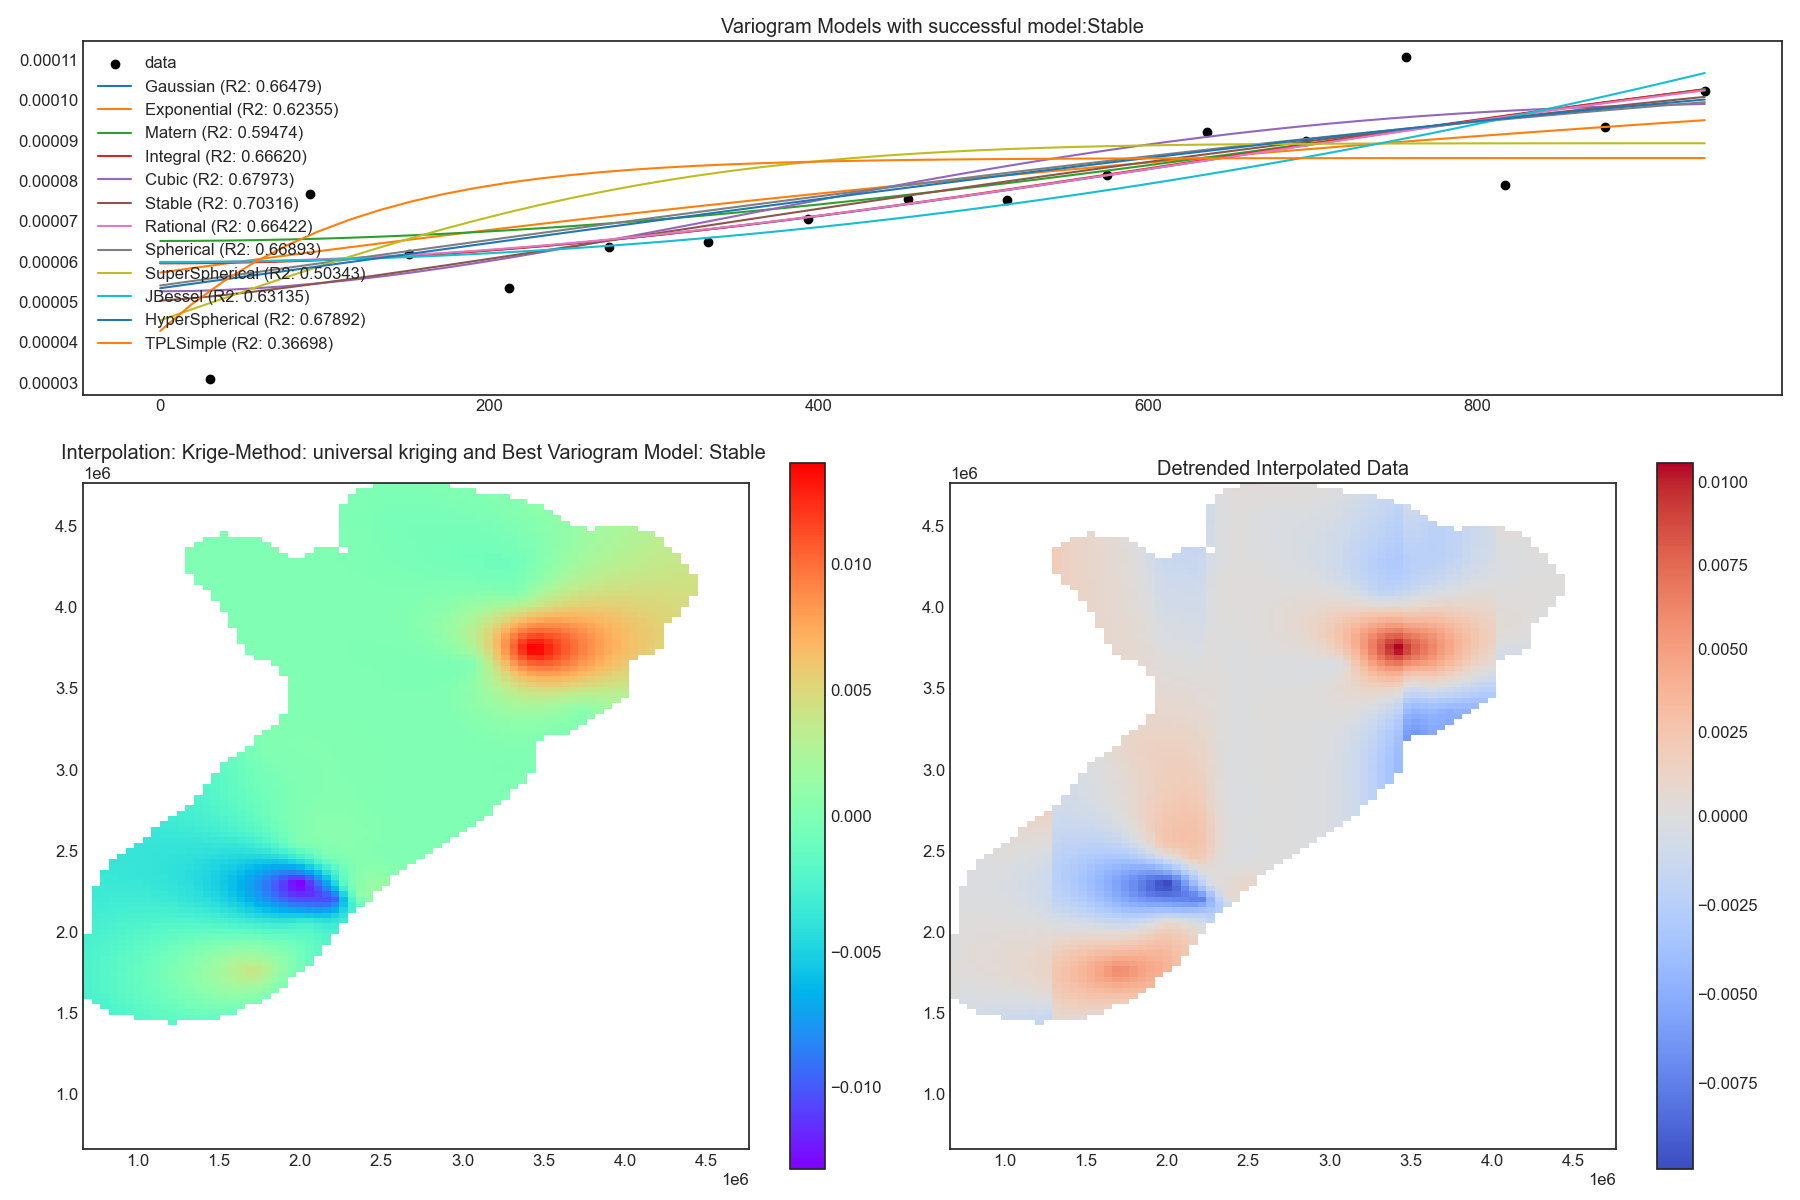 Variogram Models with successful model:Stable
0.00011
0.00010
0.00009
0.00008
0.00007
0.00006
0.00005
0.00004
0.00003
data
Gaussian (R2: 0.66479)
Exponential (R2: 0.62355)
Matern (R2: 0.59474)
Integral (R2: 0.66620)
Cubic (R2: 0.67973)
Stable (R2: 0.70316)
Rational (R2: 0.66422)
Spherical (R2: 0.66893)
SuperSpherical (R2: 0.50343)
JBessel (R2: 0.63135)
HyperSpherical (R2: 0.67892)
TPLSimple (R2: 0.36698)
0 200 400 600 800
Interpolation: Krige-Method: universal kriging and Best Variogram Model: Stable
1e6
4.5
4.0
3.5
3.0
2.5
2.0
1.5
1.0
1.0 1.5 2.0 2.5 3.0 3.5 4.0 4.5
1e6
0.010
0.005
0.000
−0.005
−0.010
Detrended Interpolated Data
1e6
4.5
4.0
3.5
3.0
2.5
2.0
1.5
1.0
1.0 1.5 2.0 2.5 3.0 3.5 4.0 4.5
1e6
0.0100
0.0075
0.0050
0.0025
0.0000
−0.0025
−0.0050
−0.0075